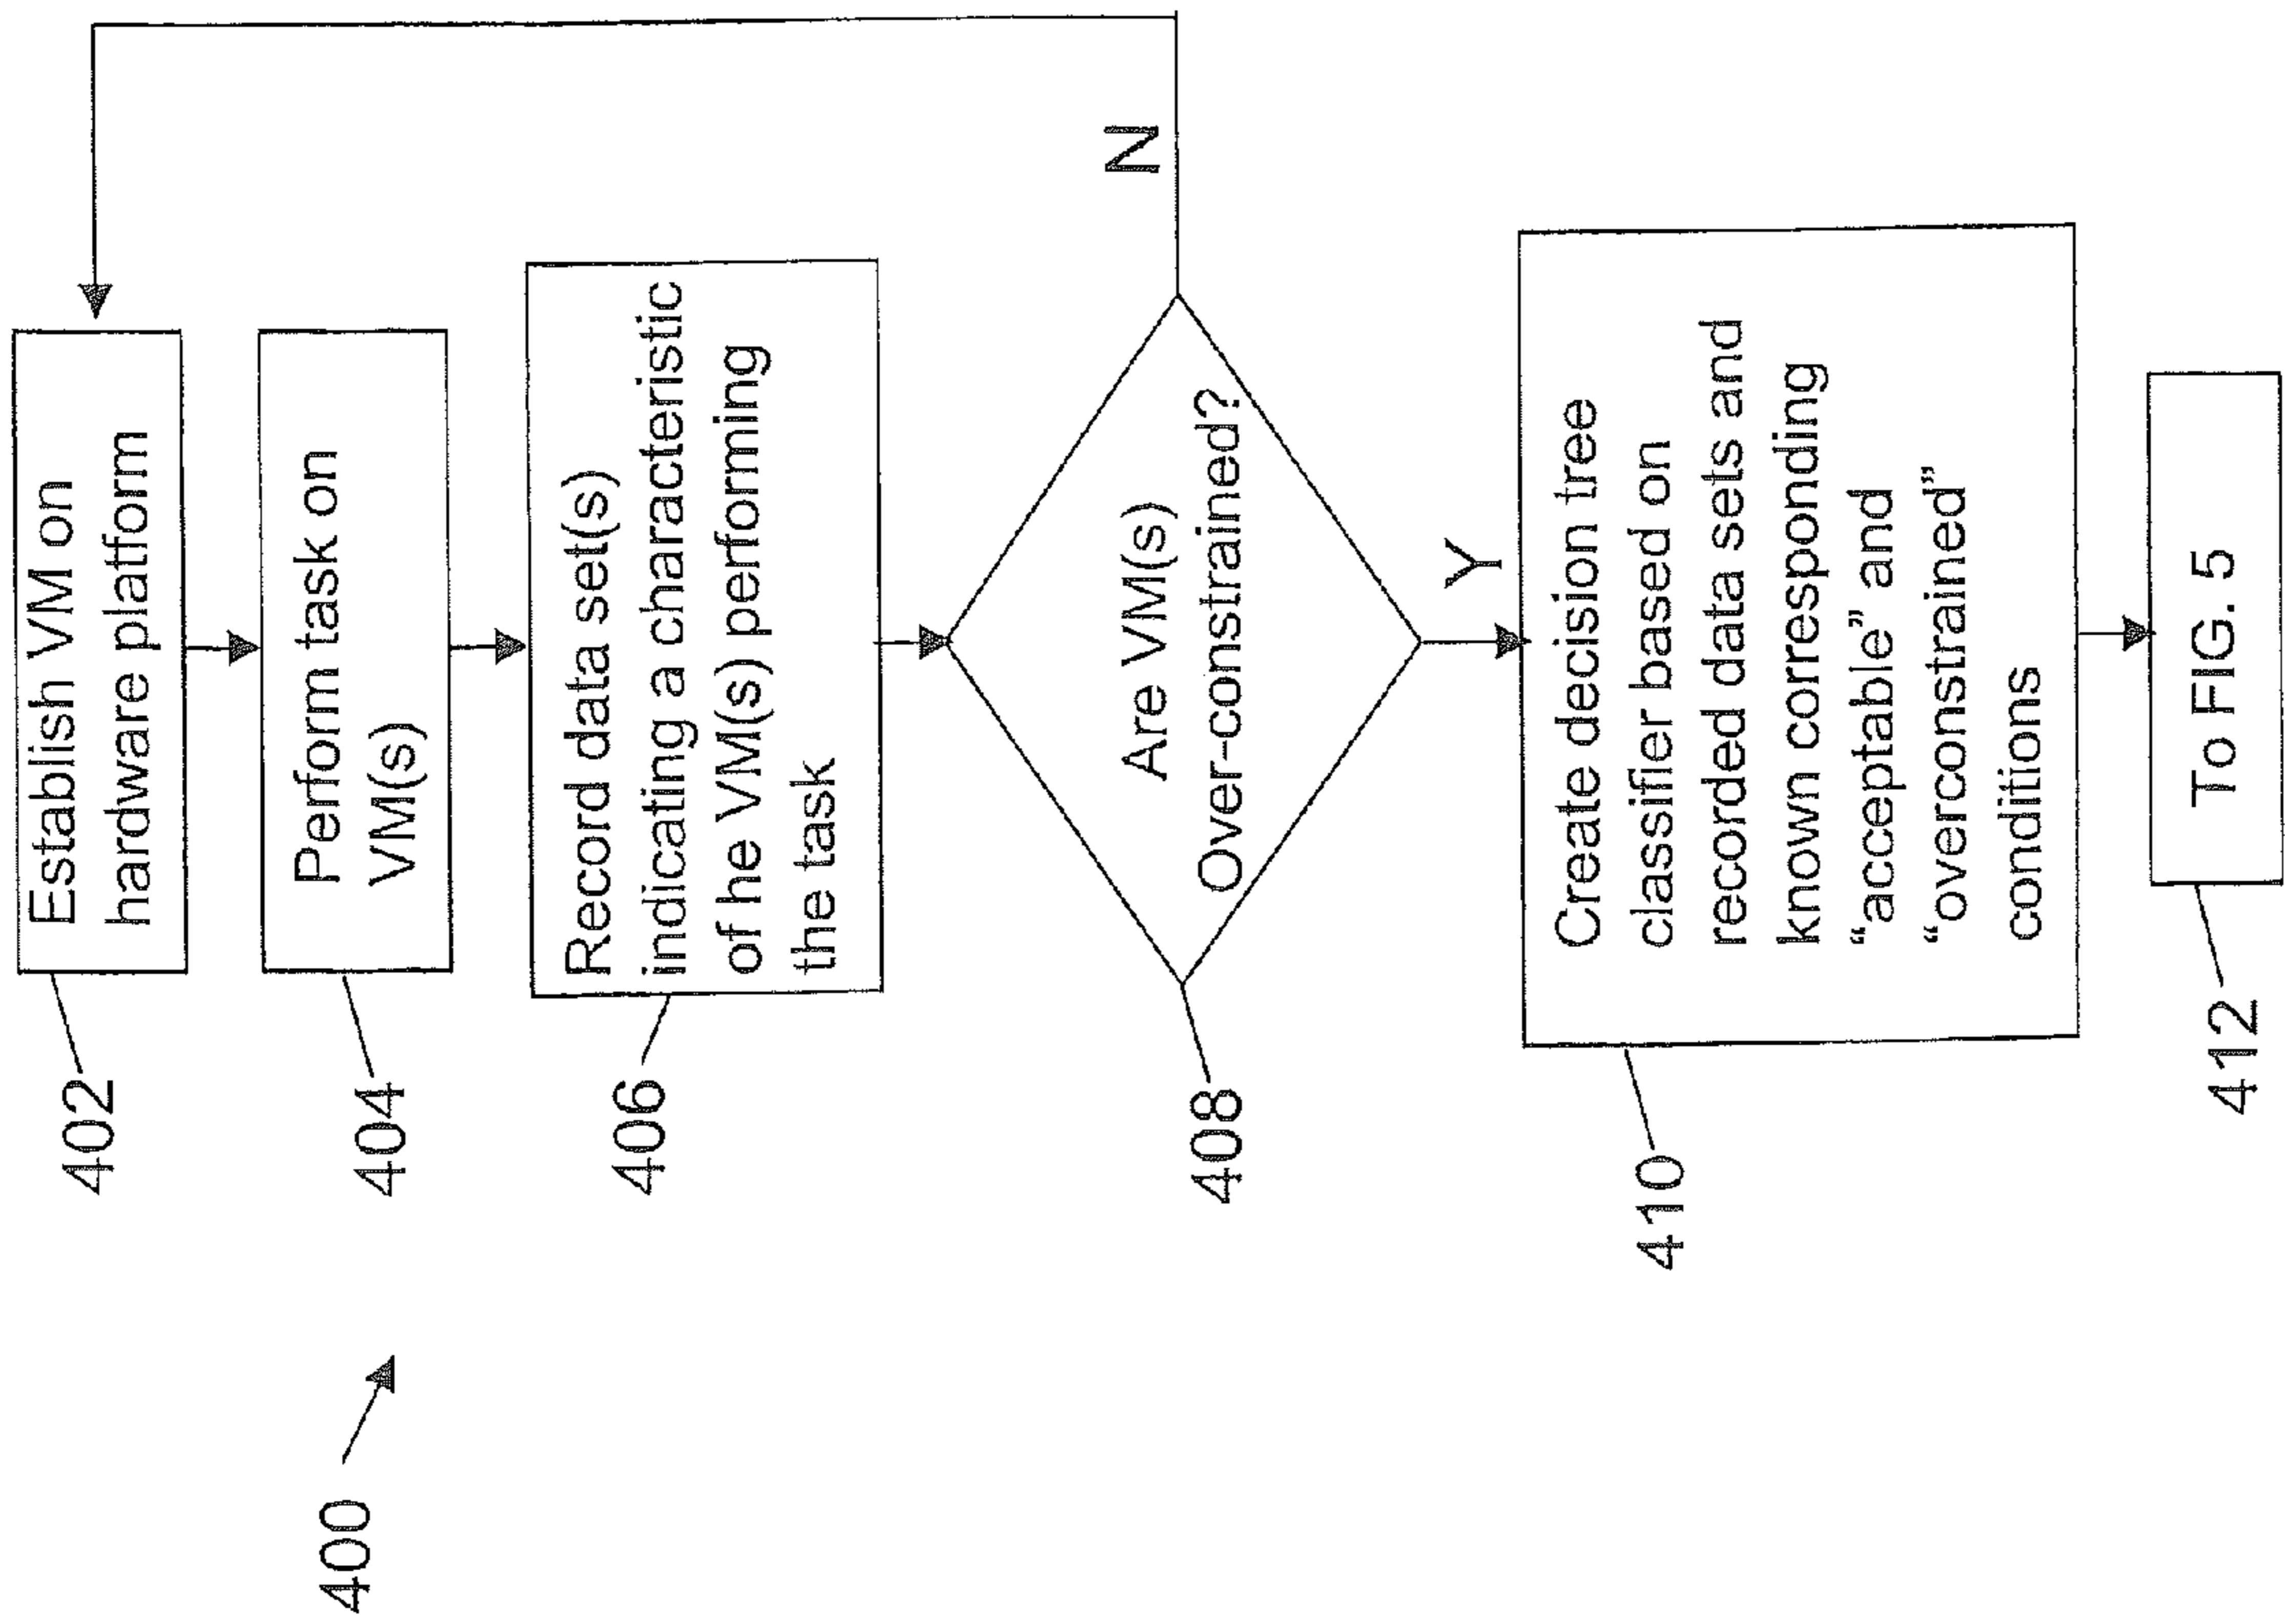 400
402
Establish VM on
hardware platform
404
Perform task on
VM(s)
406
Record data set(s)
indicating a characteristic
of he VM(s) performing
the task
408
Are VM(s)
Over-constrained?
N
Y
410
Create decision tree
classifier based on
recorded data sets and
known corresponding
“acceptable” and
“overconstrained”
conditions
412
To FIG. 5